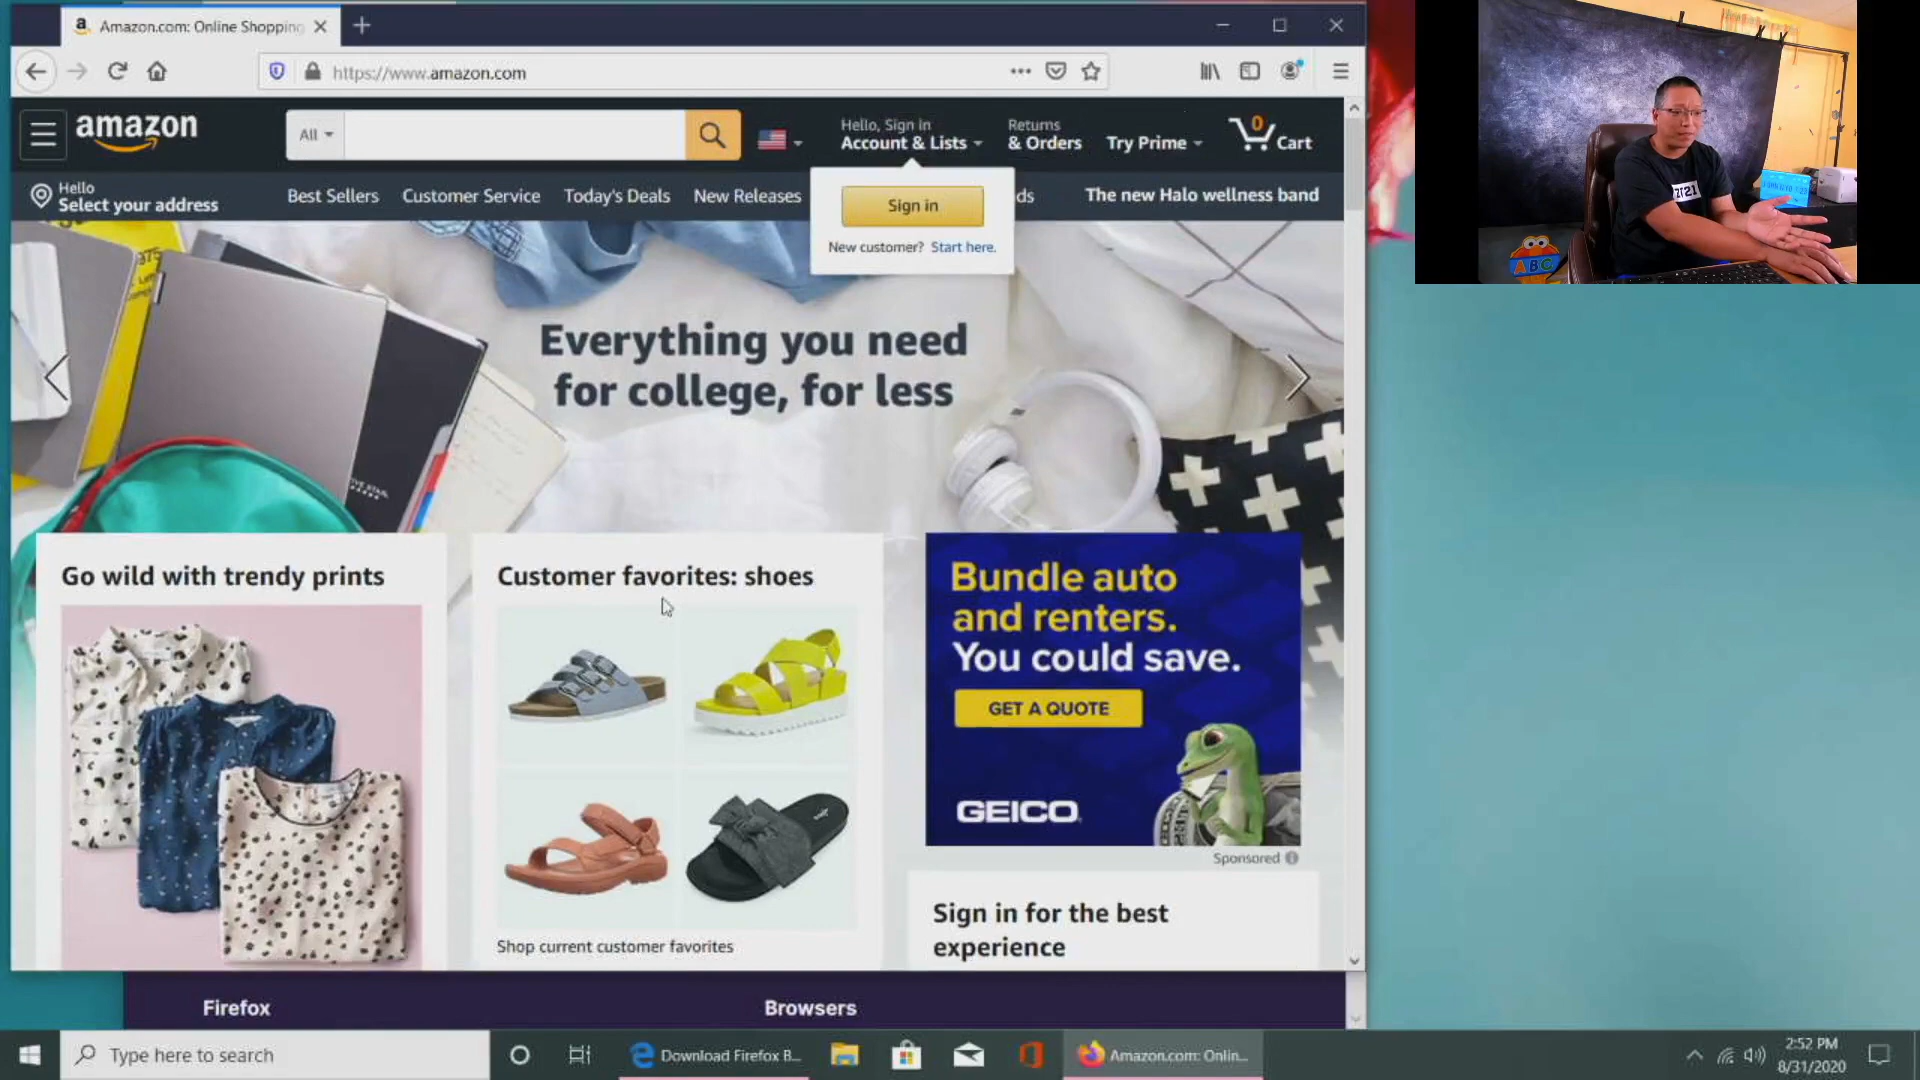 Amazon.com: Online Shopping
https://www.amazon.com
amazon
All
Hello, Sign in
Account & Lists
Returns
& Orders
Try Prime
0
Cart
Hello
Select your address
Best Sellers
Customer Service
Today's Deals
New Releases
ds
The new Halo wellness band
Sign in
New customer? Start here.
Everything you need
for college, for less
Go wild with trendy prints
Customer favorites: shoes
Shop current customer favorites
Bundle auto
and renters.
You could save.
GET A QUOTE
GEICO
Sponsored
Sign in for the best
experience
ABC
Firefox
Browsers
Type here to search
Download Firefox B...
Amazon.com: Onlin...
2:52 PM
8/31/2020